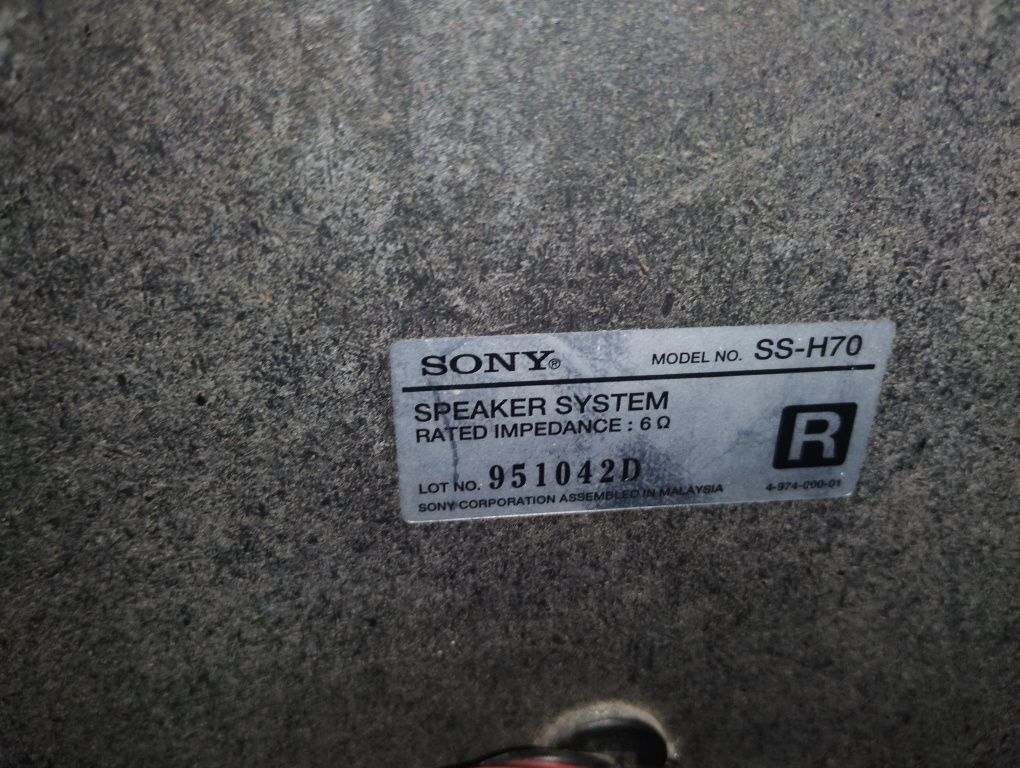 SONY® MODEL NO. SS-H70
SPEAKER SYSTEM
RATED IMPEDANCE : 6 Ω
R
LOT NO. 951042D
SONY CORPORATION ASSEMBLED IN MALAYSIA 4-974-000-01